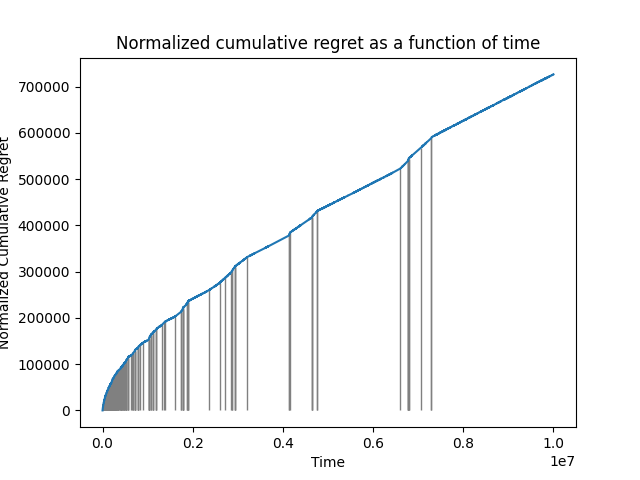 Normalized cumulative regret as a function of time
Normalized Cumulative Regret
700000
600000
500000
400000
300000
200000
100000
0
0.0 0.2 0.4 0.6 0.8 1.0
1e7
Time